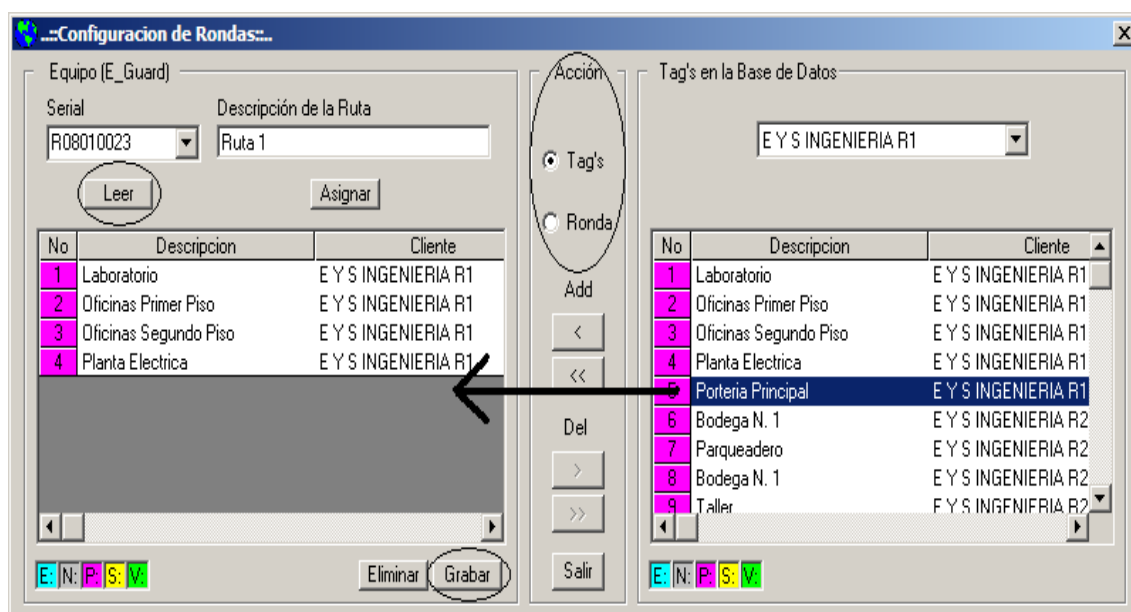 ..::Configuracion de Rondas::..
X
Equipo (E_Guard)
Serial Descripción de la Ruta
R08010023 Ruta 1
Leer Asignar
No Descripcion Cliente
1 Laboratorio E Y S INGENIERIA R1
2 Oficinas Primer Piso E Y S INGENIERIA R1
3 Oficinas Segundo Piso E Y S INGENIERIA R1
4 Planta Electrica E Y S INGENIERIA R1
E: N: P: S: V:
Eliminar Grabar
Acción
Tag's
Ronda
Add
<
<<
Del
>
>>
Salir
Tag's en la Base de Datos
E Y S INGENIERIA R1
No Descripcion Cliente
1 Laboratorio E Y S INGENIERIA R1
2 Oficinas Primer Piso E Y S INGENIERIA R1
3 Oficinas Segundo Piso E Y S INGENIERIA R1
4 Planta Electrica E Y S INGENIERIA R1
5 Porteria Principal E Y S INGENIERIA R1
6 Bodega N. 1 E Y S INGENIERIA R2
7 Parqueadero E Y S INGENIERIA R2
8 Bodega N. 1 E Y S INGENIERIA R2
9 Taller E Y S INGENIERIA R2
E: N: P: S: V: